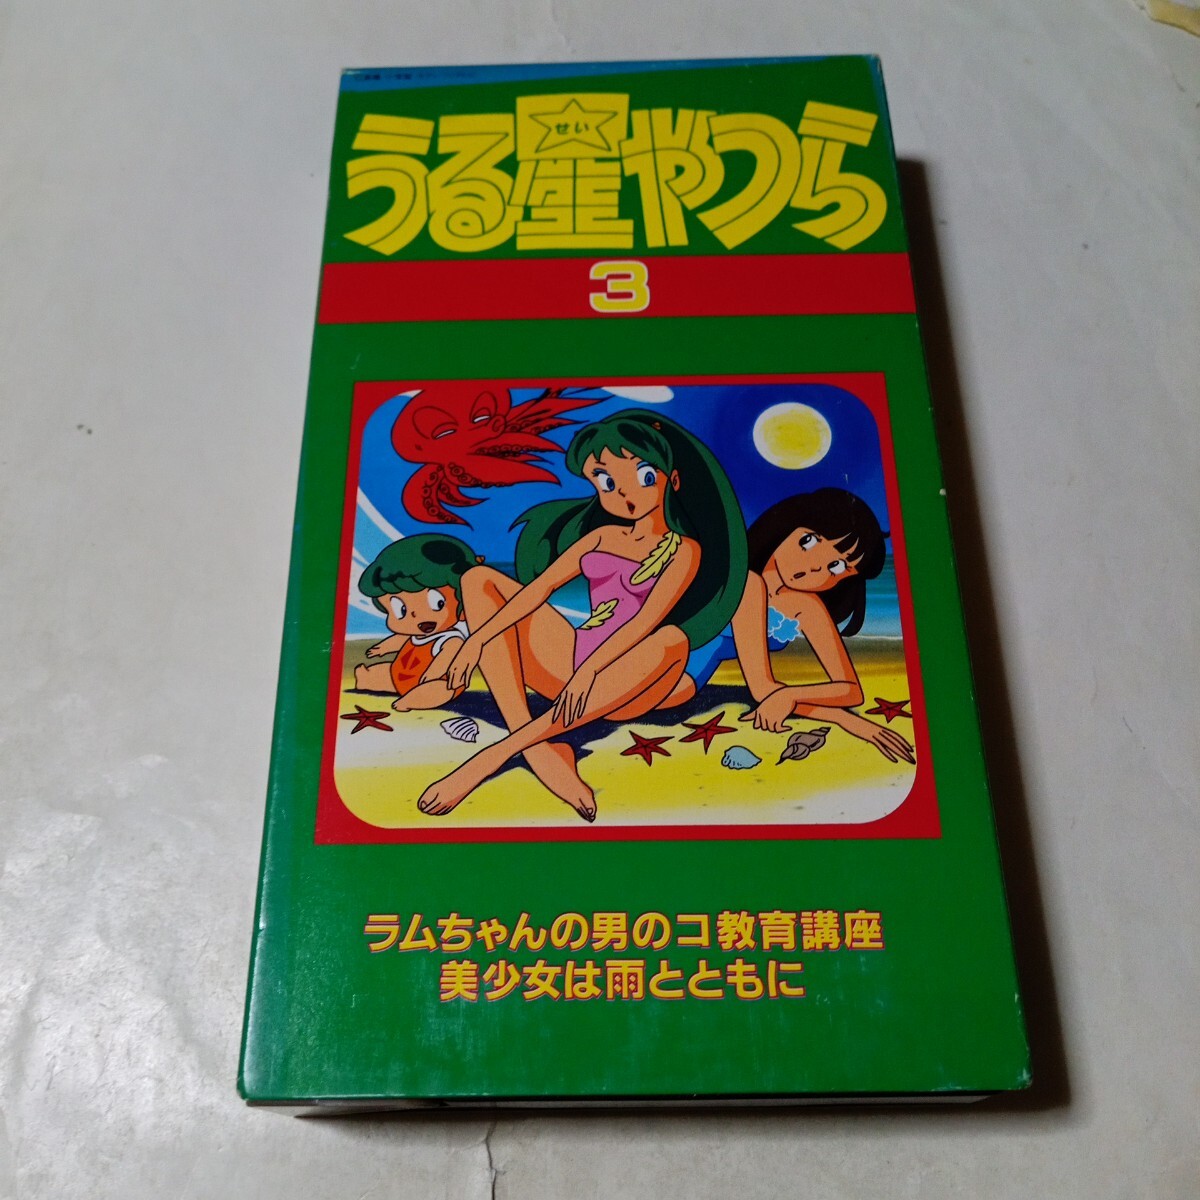 うる星やつら
せい
3
ラムちゃんの男のコ教育講座
美少女は雨とともに